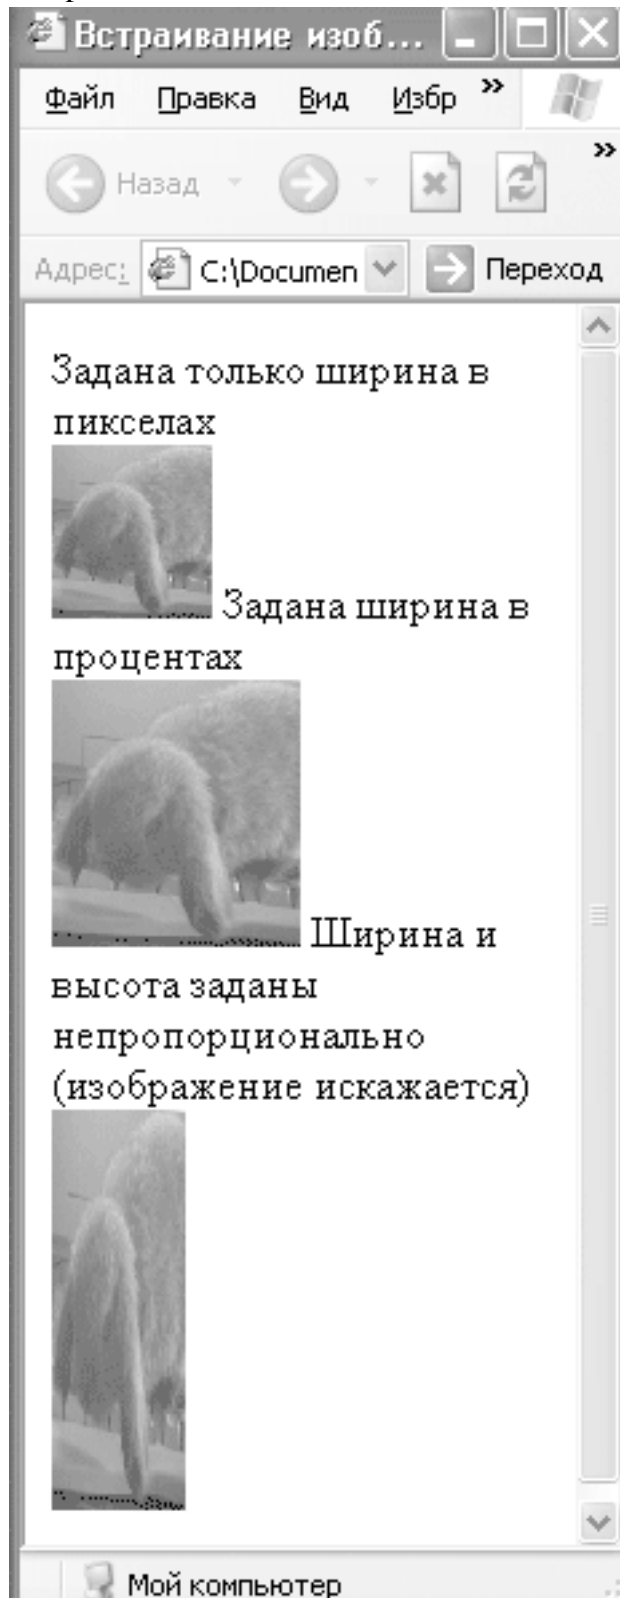 Встраивание изоб...
Файл Правка Вид Избр »
Назад »
Адрес: C:\Documen Переход
Задана только ширина в
пикселах
Задана ширина в
процентах
Ширина и
высота заданы
непропорционально
(изображение искажается)
Мой компьютер